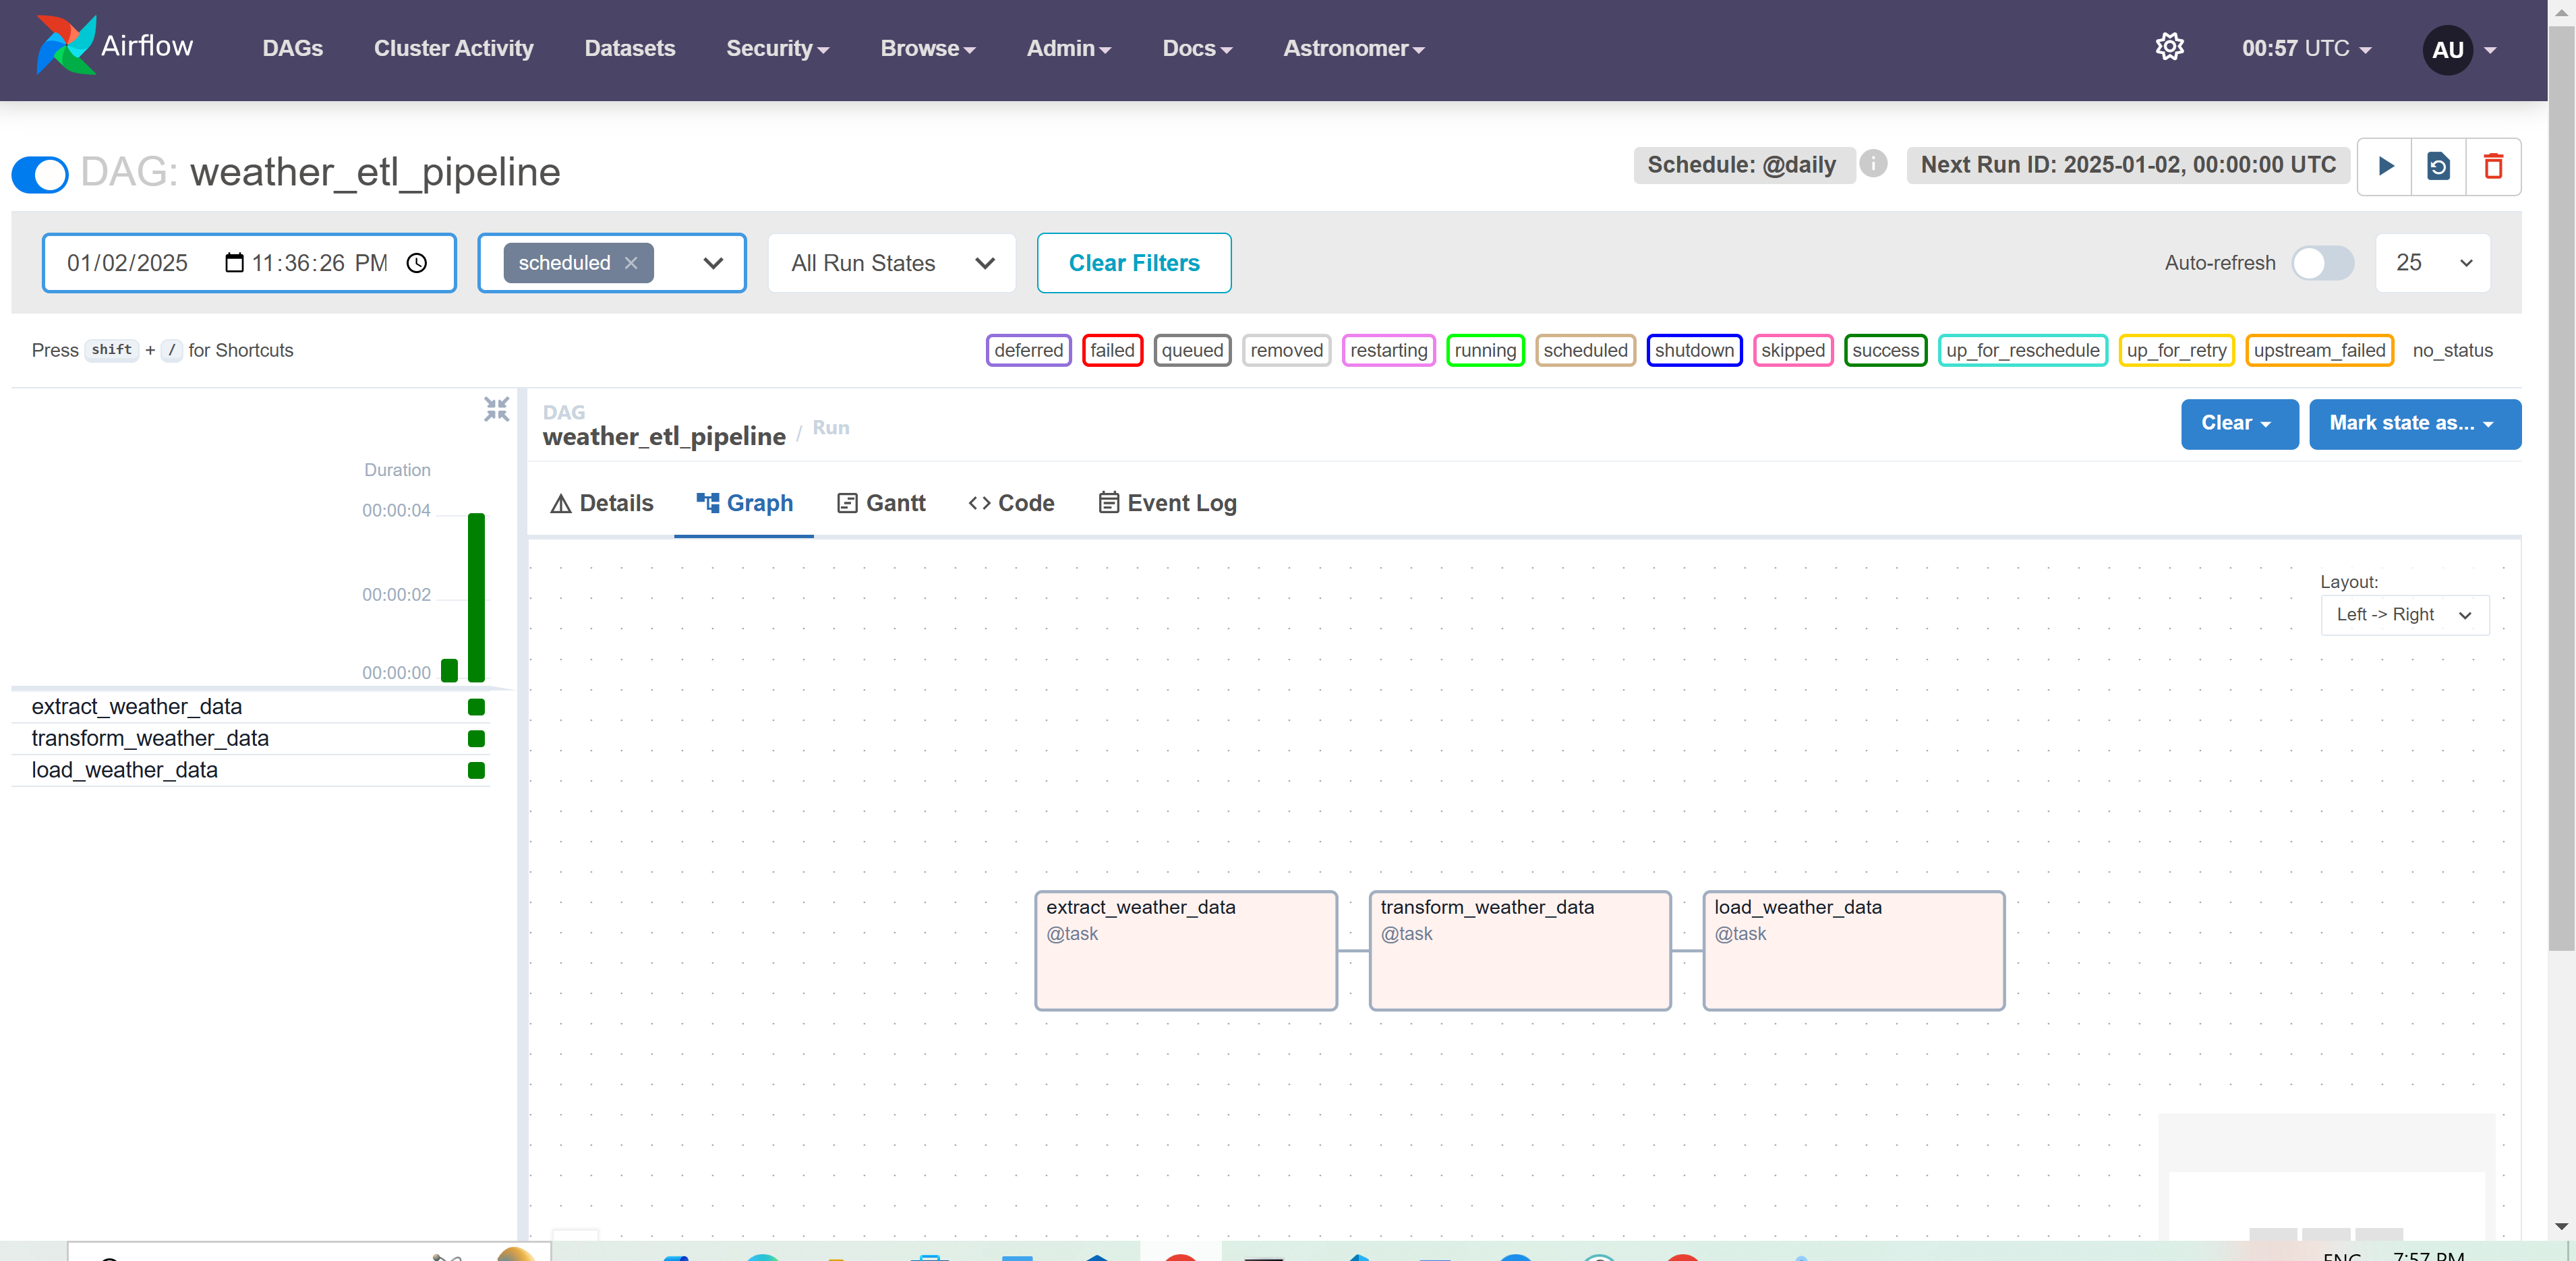 Airflow DAGs Cluster Activity Datasets Security Browse Admin Docs Astronomer 00:57 UTC AU
DAG: weather_etl_pipeline Schedule: @daily Next Run ID: 2025-01-02, 00:00:00 UTC
01/02/2025 11:36:26 PM scheduled All Run States Clear Filters Auto-refresh 25
Press shift + / for Shortcuts deferred failed queued removed restarting running scheduled shutdown skipped success up_for_reschedule up_for_retry upstream_failed no_status
DAG
weather_etl_pipeline / Run Clear Mark state as...
Details Graph Gantt Code Event Log
Duration
00:00:04
00:00:02
00:00:00
extract_weather_data
transform_weather_data
load_weather_data
Layout:
Left -> Right
extract_weather_data
@task
transform_weather_data
@task
load_weather_data
@task
ENG 7:57 PM